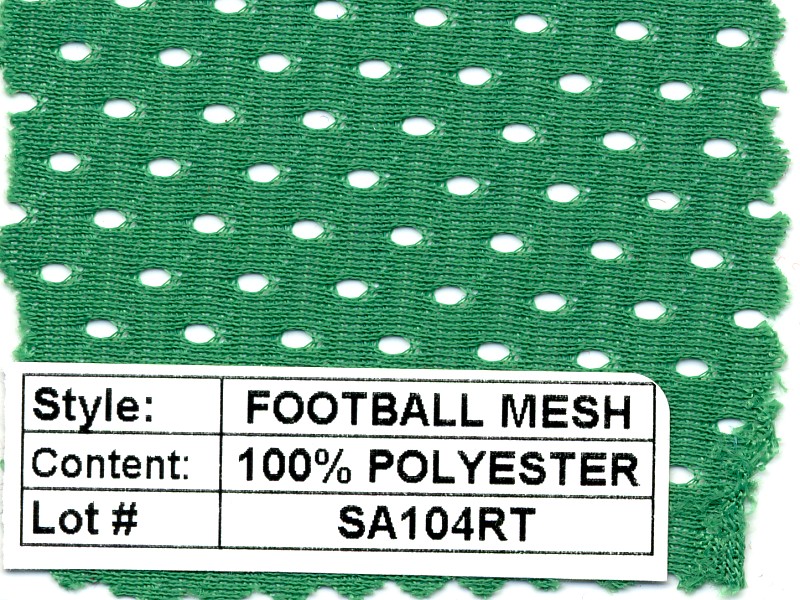 Style: FOOTBALL MESH
Content: 100% POLYESTER
Lot # SA104RT